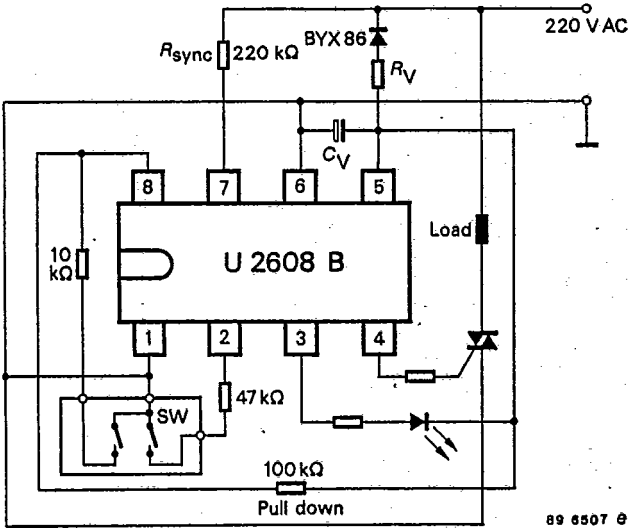 220 V AC
BYX 86
Rsync 220 kΩ
RV
CV
8 7 6 5
Load
10 kΩ
U 2608 B
1 2 3 4
SW
47 kΩ
100 kΩ
Pull down
89 6507 e